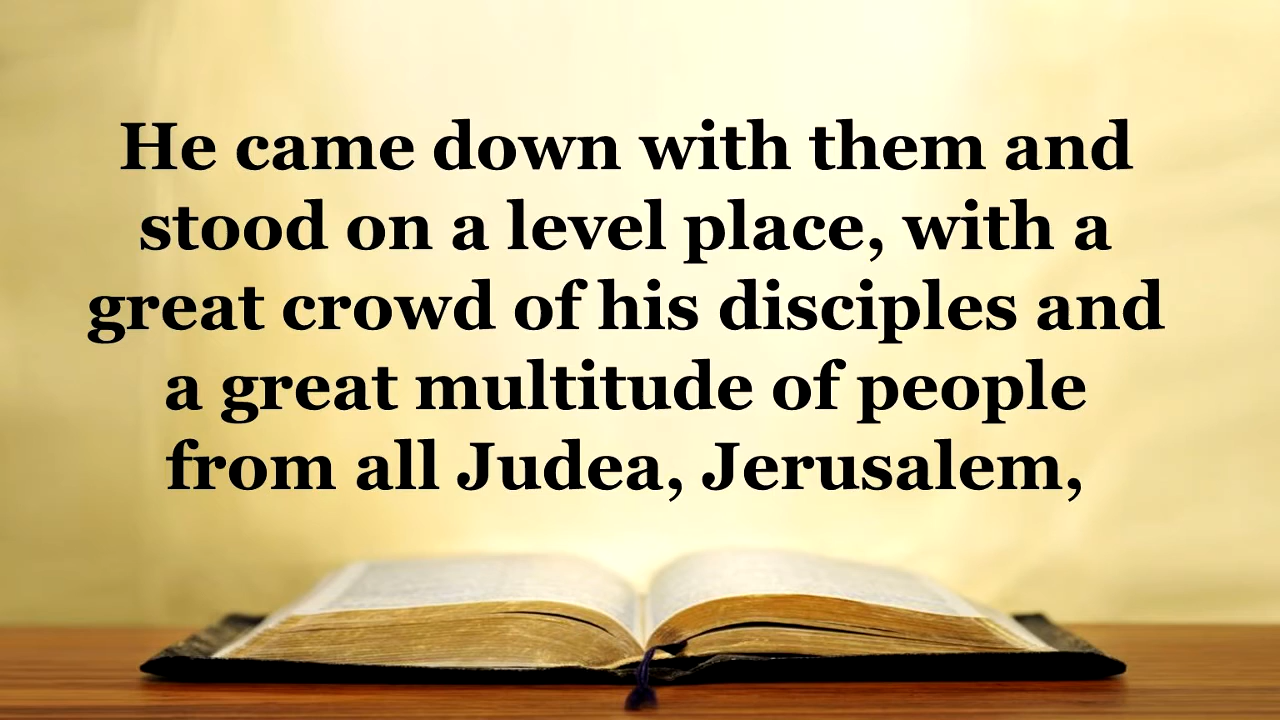 He came down with them and
stood on a level place, with a
great crowd of his disciples and
a great multitude of people
from all Judea, Jerusalem,